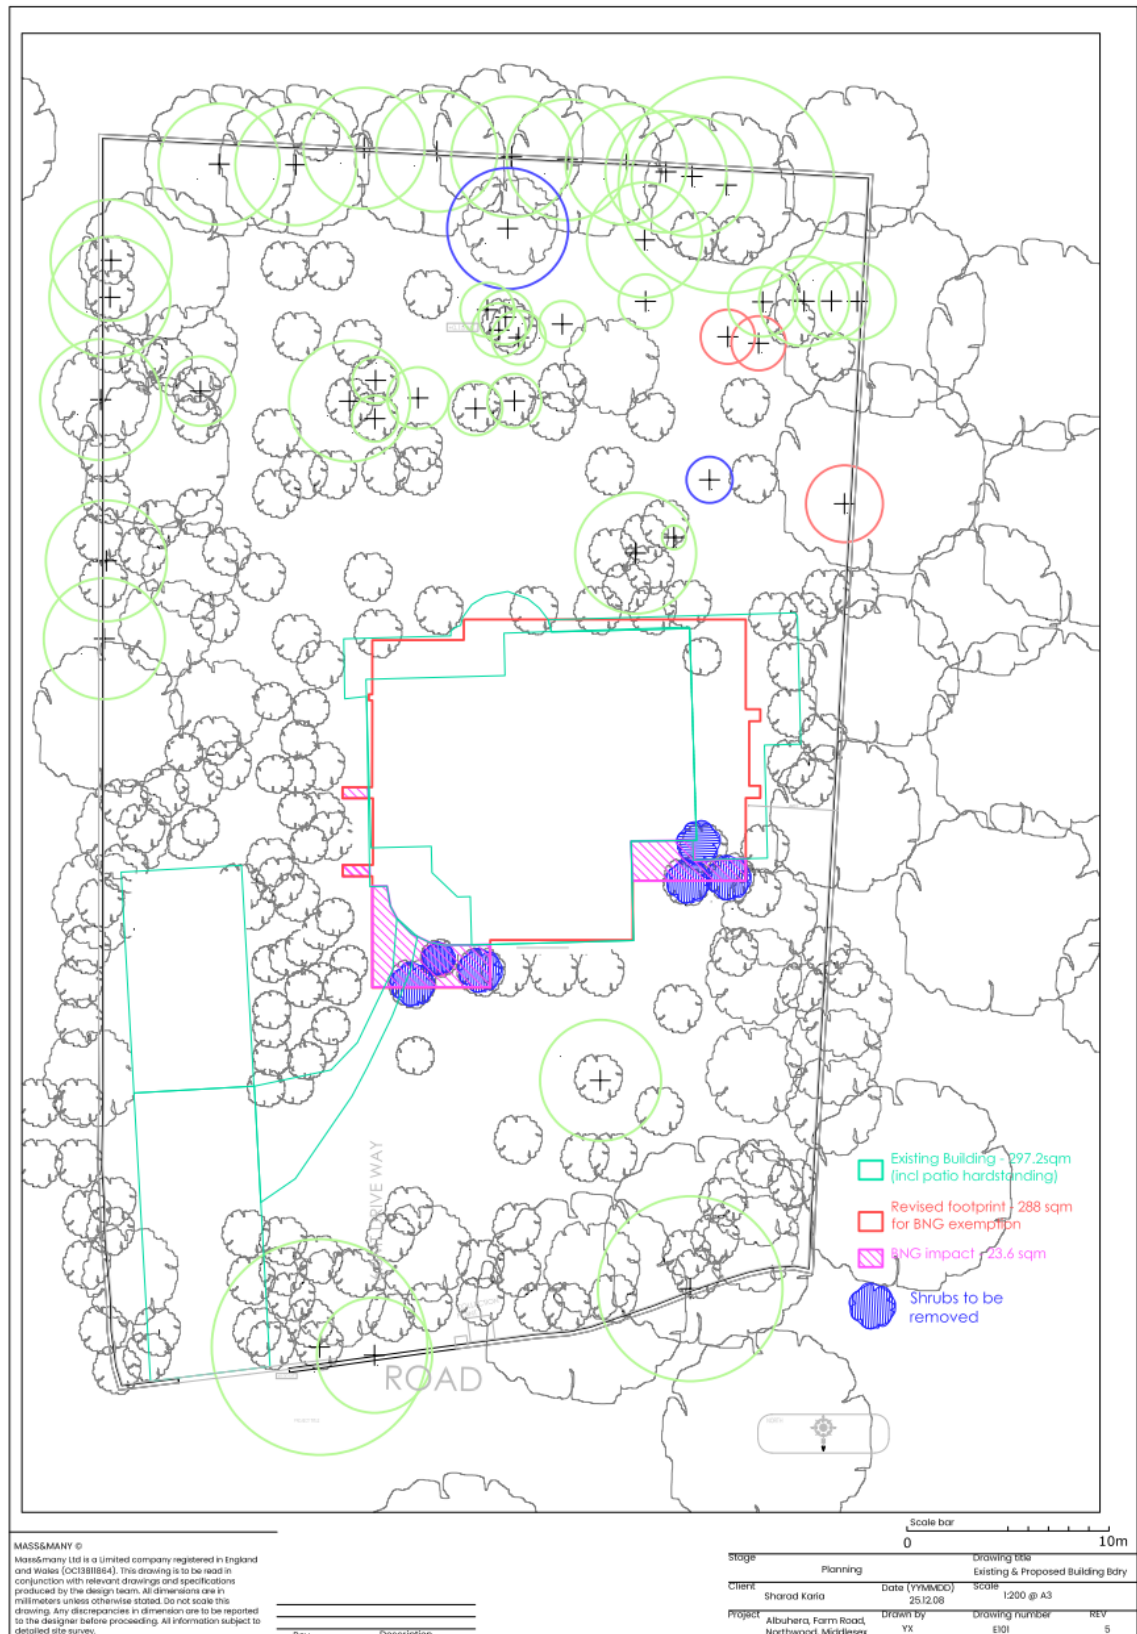 Existing Building - 297.2sqm
(incl patio hardstanding)
Revised footprint - 288 sqm
for BNG exemption
BNG impact - 23.6 sqm
Shrubs to be
removed
ROAD
Scale bar
0
10m
MASS&MANY ©
Mass&many Ltd is a Limited company registered in England
and Wales (OC13811864). This drawing is to be read in
conjunction with relevant drawings and specifications
produced by the design team. All dimensions are in
millimeters unless otherwise stated. Do not scale this
drawing. Any discrepancies in dimension are to be reported
to the designer before proceeding. All information subject to
detailed site survey.
Rev Description
Stage
Planning
Drawing title
Existing & Proposed Building Bdry
Client
Sharad Karia
Date (YYMMDD)
25.12.08
Scale
1:200 @ A3
Project
Albuhera, Farm Road,
Northwood, Middlesex
Drawn by
YX
Drawing number
E101
REV
5